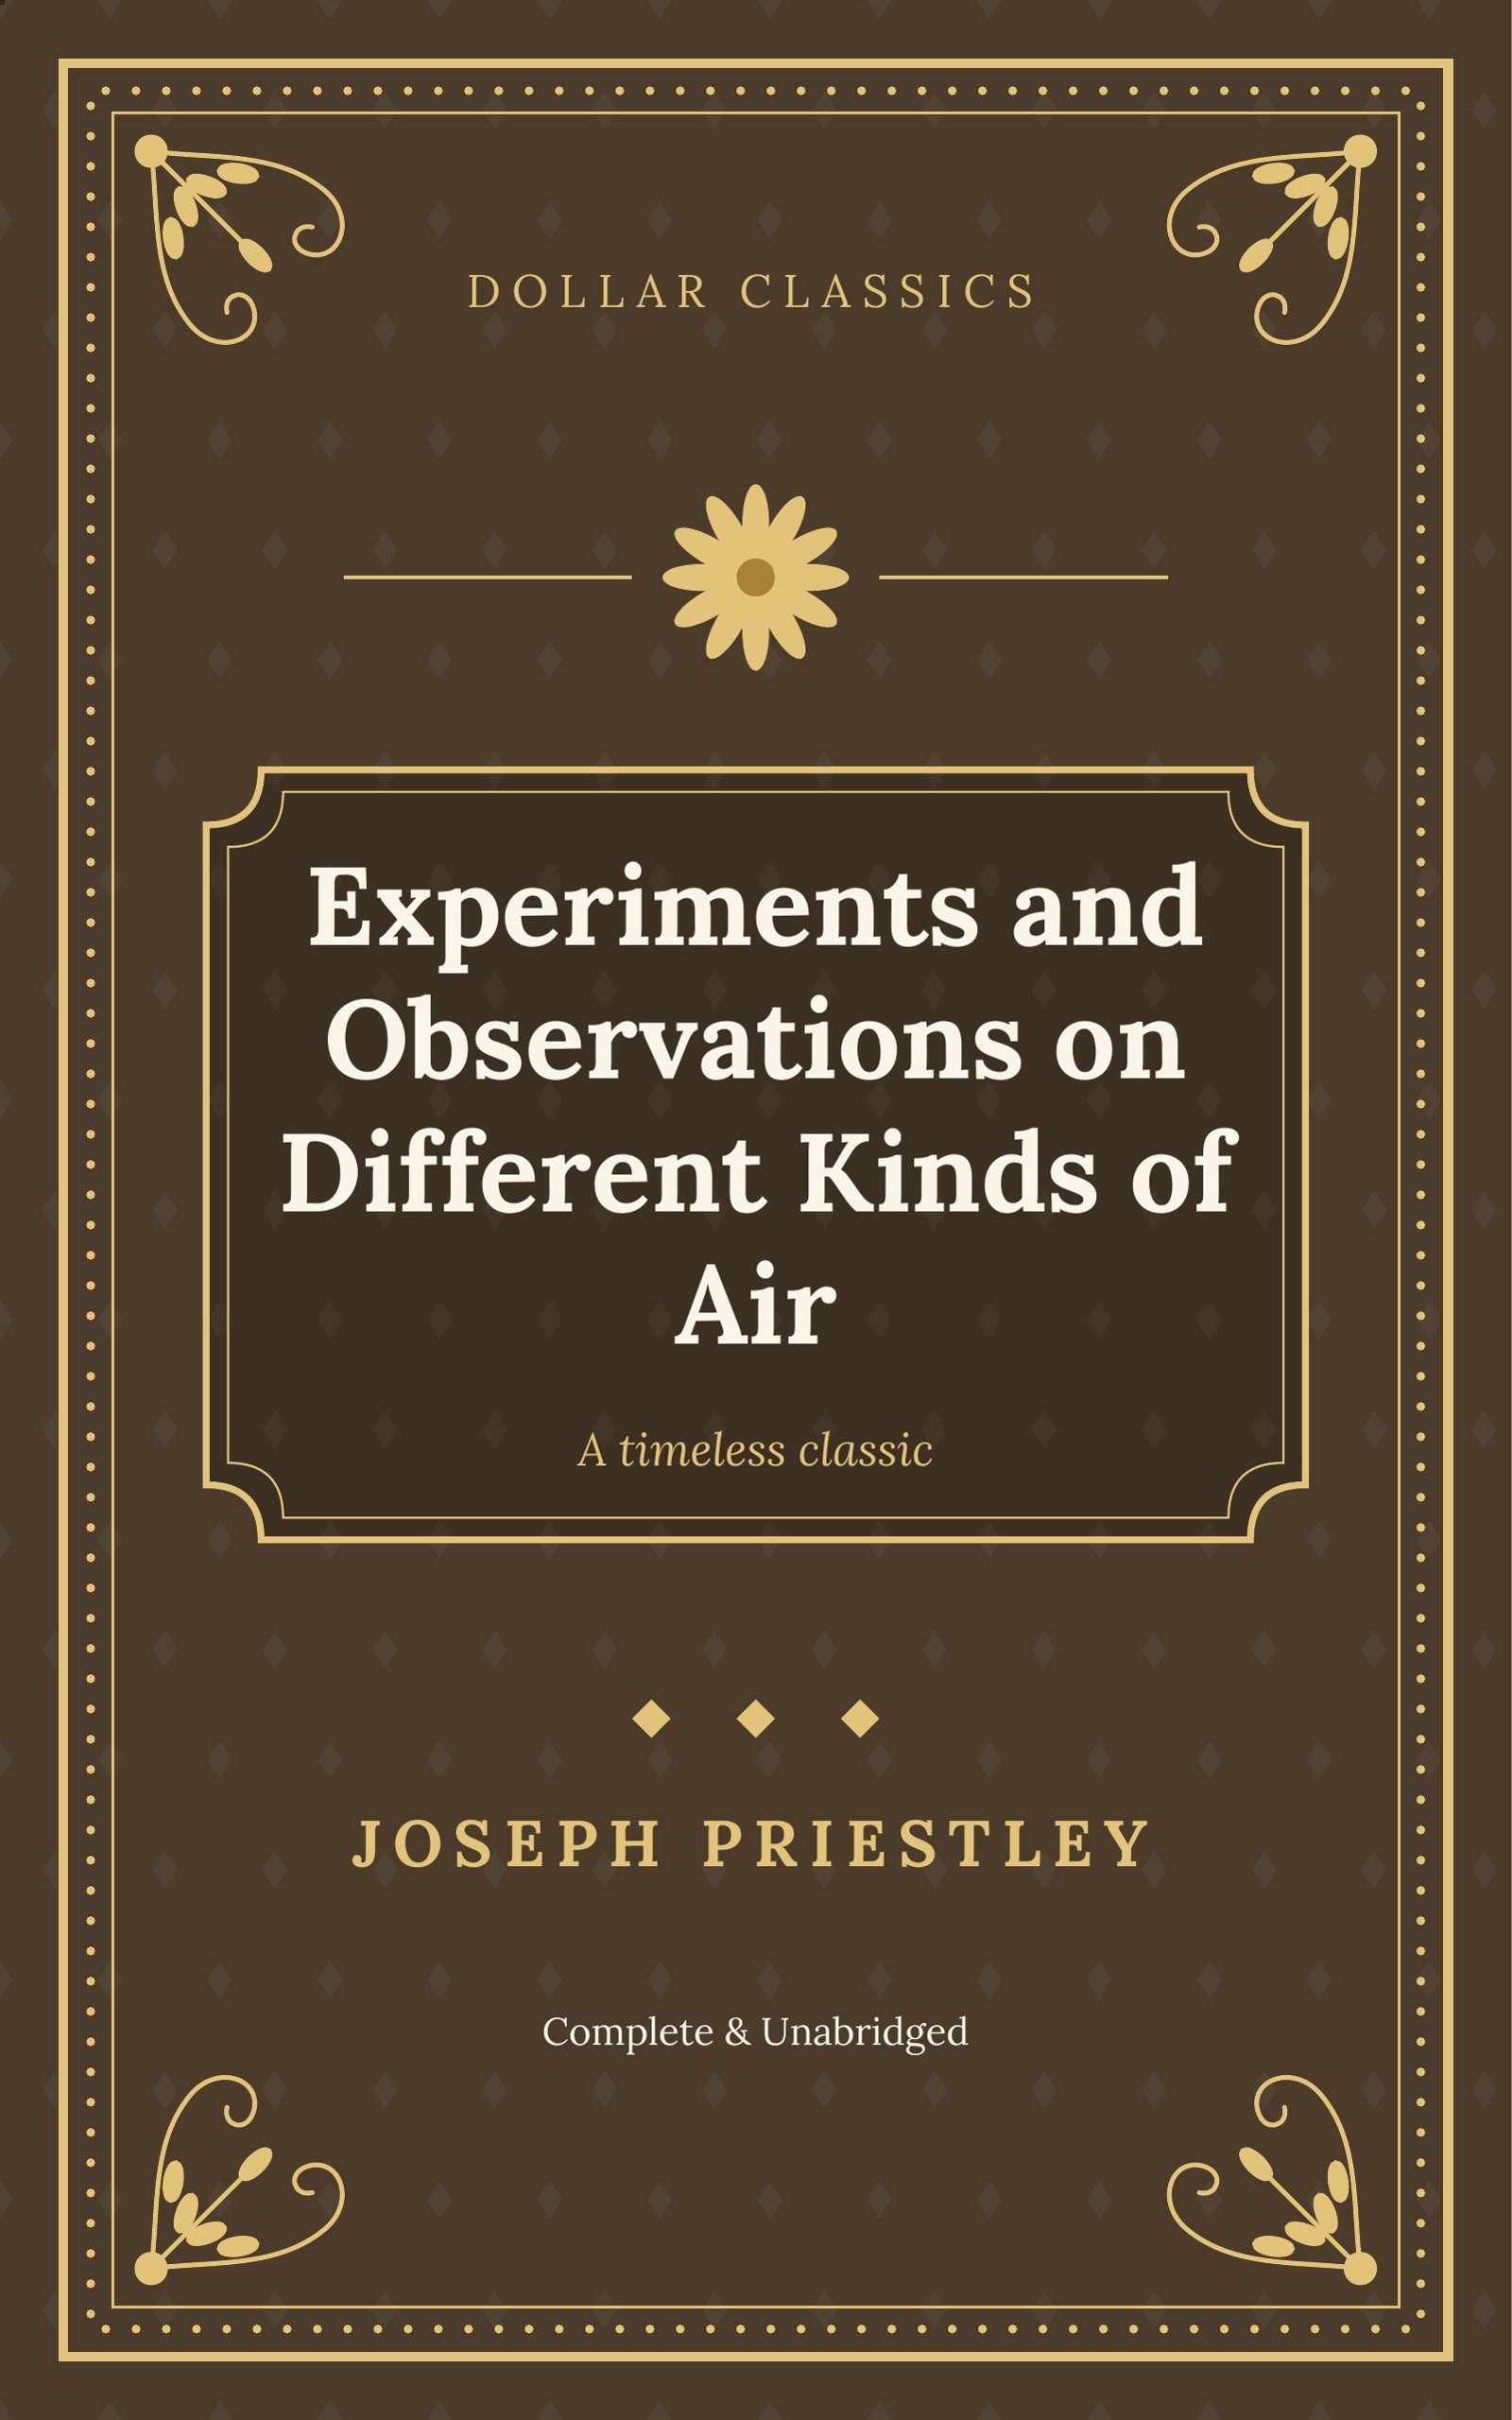 DOLLAR CLASSICS
Experiments and
Observations on
Different Kinds of
Air
A timeless classic
JOSEPH PRIESTLEY
Complete & Unabridged